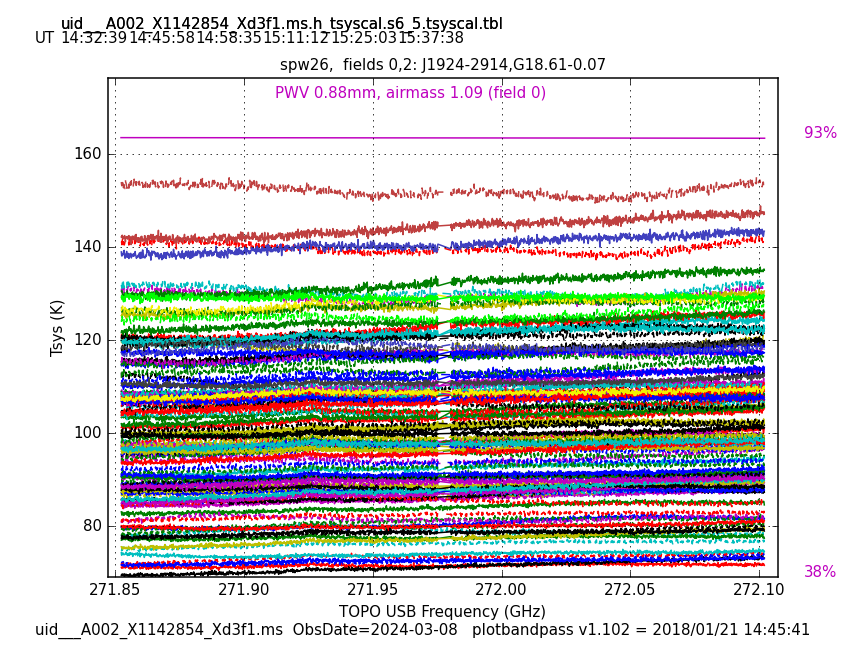 uid___A002_X1142854_Xd3f1.ms.h_tsyscal.s6_5.tsyscal.tbl
UT 14:32:39 14:45:58 14:58:35 15:11:12 15:25:03 15:37:38
spw26, fields 0,2: J1924-2914,G18.61-0.07
PWV 0.88mm, airmass 1.09 (field 0)
93%
160
140
120
100
80
Tsys (K)
38%
271.85 271.90 271.95 272.00 272.05 272.10
TOPO USB Frequency (GHz)
uid___A002_X1142854_Xd3f1.ms ObsDate=2024-03-08 plotbandpass v1.102 = 2018/01/21 14:45:41